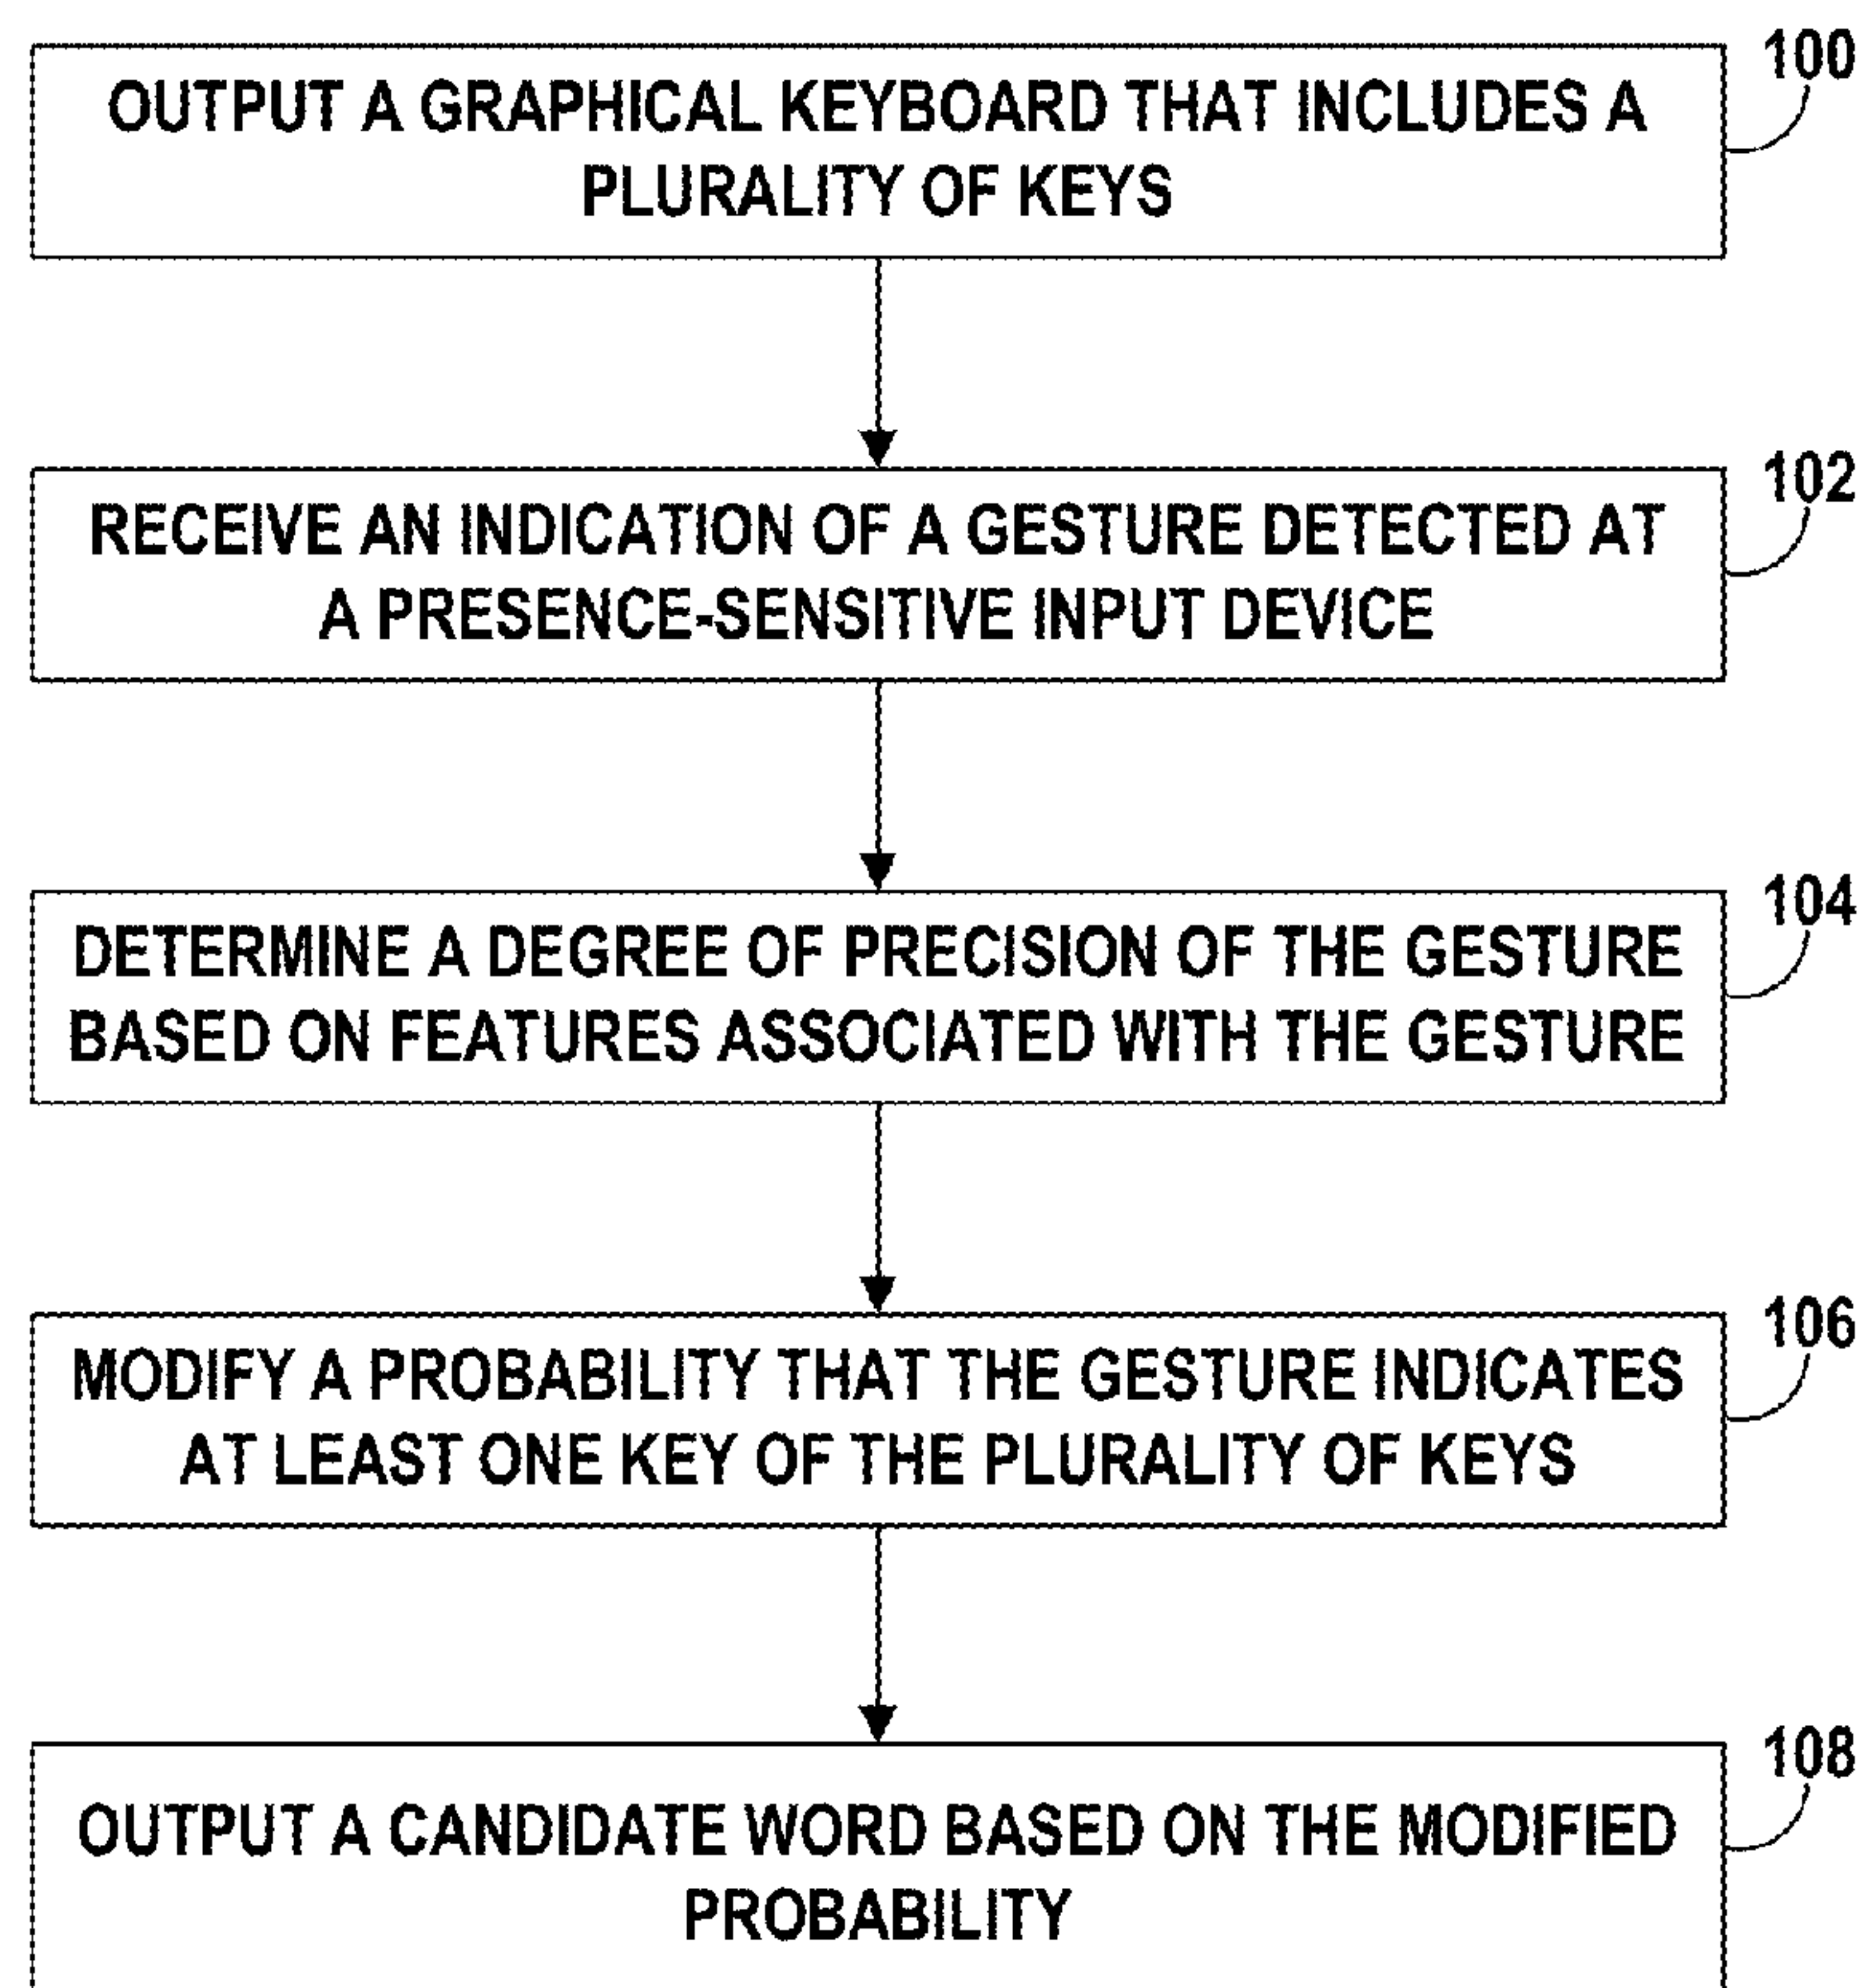 100
OUTPUT A GRAPHICAL KEYBOARD THAT INCLUDES A
PLURALITY OF KEYS
102
RECEIVE AN INDICATION OF A GESTURE DETECTED AT
A PRESENCE-SENSITIVE INPUT DEVICE
104
DETERMINE A DEGREE OF PRECISION OF THE GESTURE
BASED ON FEATURES ASSOCIATED WITH THE GESTURE
106
MODIFY A PROBABILITY THAT THE GESTURE INDICATES
AT LEAST ONE KEY OF THE PLURALITY OF KEYS
108
OUTPUT A CANDIDATE WORD BASED ON THE MODIFIED
PROBABILITY